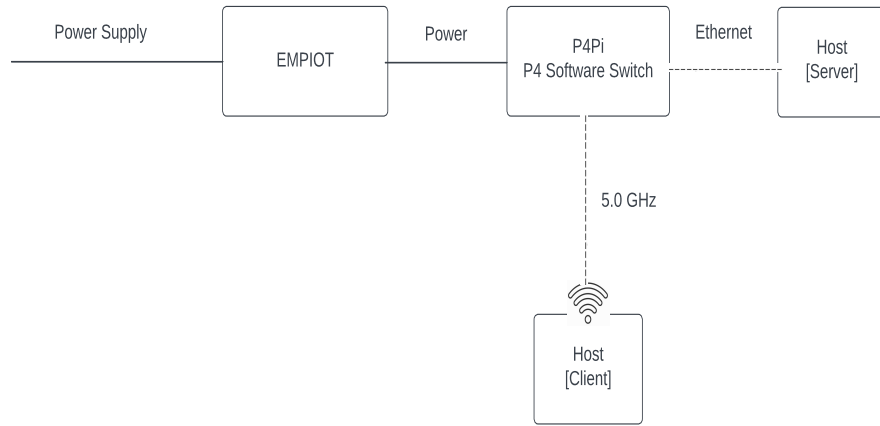 Power Supply
EMPIOT
Power
P4Pi
P4 Software Switch
Ethernet
Host
[Server]
5.0 GHz
Host
[Client]